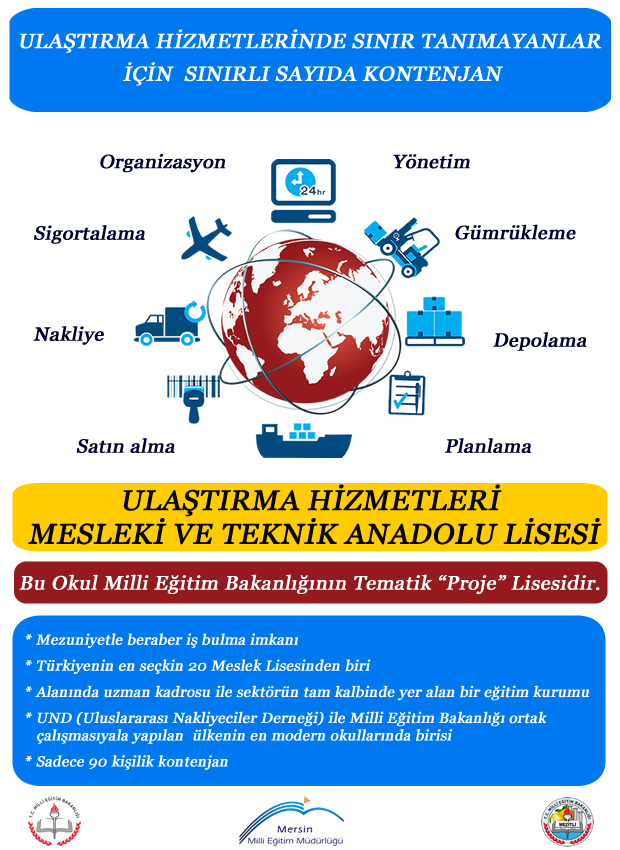 ULAŞTIRMA HİZMETLERİNDE SINIR TANIMAYANLAR
İÇİN SINIRLI SAYIDA KONTENJAN
Organizasyon
Yönetim
24hr
Sigortalama
Gümrükleme
Nakliye
Depolama
Satın alma
Planlama
ULAŞTIRMA HİZMETLERİ
MESLEKİ VE TEKNİK ANADOLU LİSESİ
Bu Okul Milli Eğitim Bakanlığının Tematik “Proje” Lisesidir.
* Mezuniyetle beraber iş bulma imkanı
* Türkiyenin en seçkin 20 Meslek Lisesinden biri
* Alanında uzman kadrosu ile sektörün tam kalbinde yer alan bir eğitim kurumu
* UND (Uluslararası Nakliyeciler Derneği) ile Milli Eğitim Bakanlığı ortak
çalışmasıyala yapılan ülkenin en modern okullarında birisi
* Sadece 90 kişilik kontenjan
T.C. MİLLİ EĞİTİM BAKANLIĞI
Mersin
Milli Eğitim Müdürlüğü
MEZİTLİ